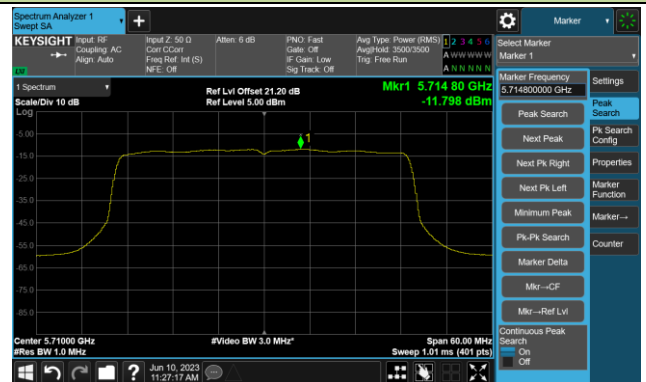 Spectrum Analyzer 1
Swept SA
Marker
KEYSIGHT
Input: RF
Coupling: AC
Align: Auto
Input Z: 50 Ω
Corr CCorr
Freq Ref: Int (S)
NFE: Off
Atten: 6 dB
PNO: Fast
Gate: Off
IF Gain: Low
Sig Track: Off
Avg Type: Power (RMS)
Avg|Hold: 3500/3500
Trig: Free Run
1 2 3 4 5 6
A W W W W W
A N N N N N
Select Marker
Marker 1
1 Spectrum
Scale/Div 10 dB
Log
Ref Lvl Offset 21.20 dB
Ref Level 5.00 dBm
Mkr1 5.714 80 GHz
-11.798 dBm
1
-5.00
-15.0
-25.0
-35.0
-45.0
-55.0
-65.0
-75.0
-85.0
Center 5.71000 GHz
#Res BW 1.0 MHz
#Video BW 3.0 MHz*
Span 60.00 MHz
Sweep 1.01 ms (401 pts)
Marker Frequency
5.714800000 GHz
Peak Search
Next Peak
Next Pk Right
Next Pk Left
Minimum Peak
Pk-Pk Search
Marker Delta
Mkr→CF
Mkr→Ref Lvl
Continuous Peak
Search
On
Off
Settings
Peak
Search
Pk Search
Config
Properties
Marker
Function
Marker→
Counter
Jun 10, 2023
11:27:17 AM